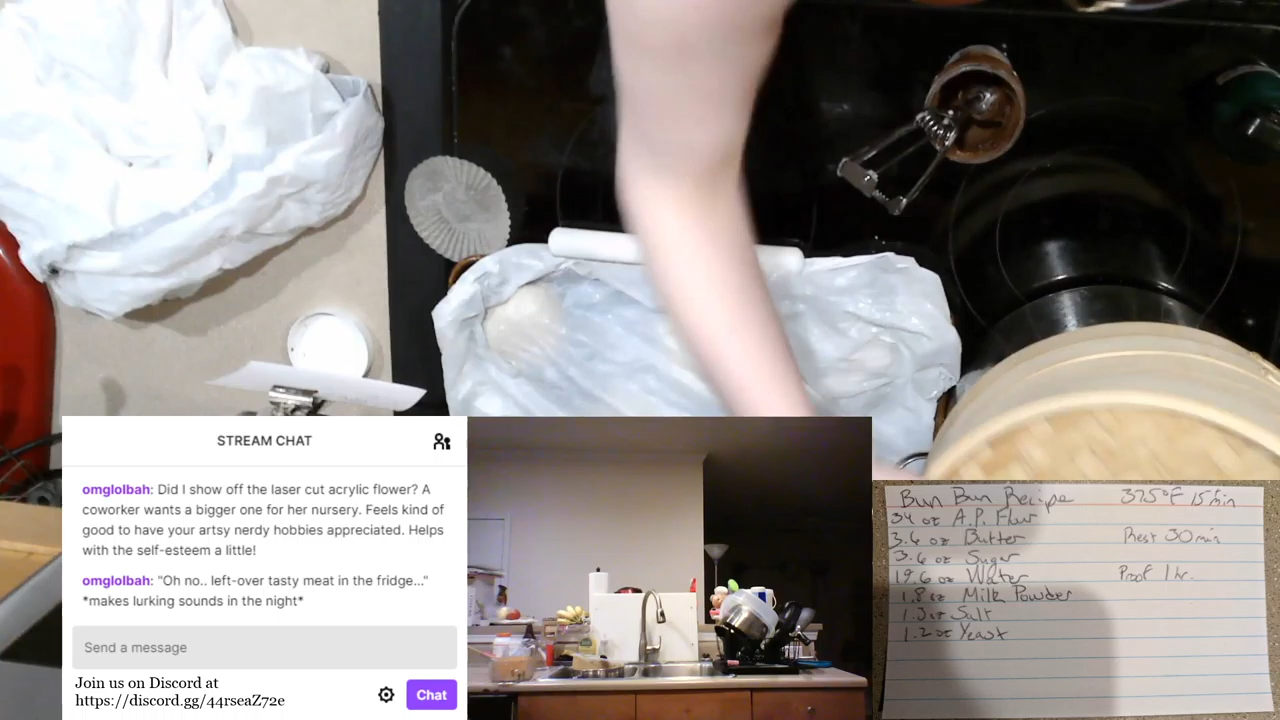 STREAM CHAT
omglolbah: Did I show off the laser cut acrylic flower? A
coworker wants a bigger one for her nursery. Feels kind of
good to have your artsy nerdy hobbies appreciated. Helps
with the self-esteem a little!
omglolbah: "Oh no.. left-over tasty meat in the fridge..."
*makes lurking sounds in the night*
Send a message
Join us on Discord at
https://discord.gg/44rseaZ72e
Chat
Bun Bun Recipe 375°F 15 min
34 oz A.P. Flour
3.6 oz Butter Rest 30 min
3.6 oz Sugar
19.6 oz Water Proof 1 hr.
1.8 oz Milk Powder
Salt
1.2 oz Yeast